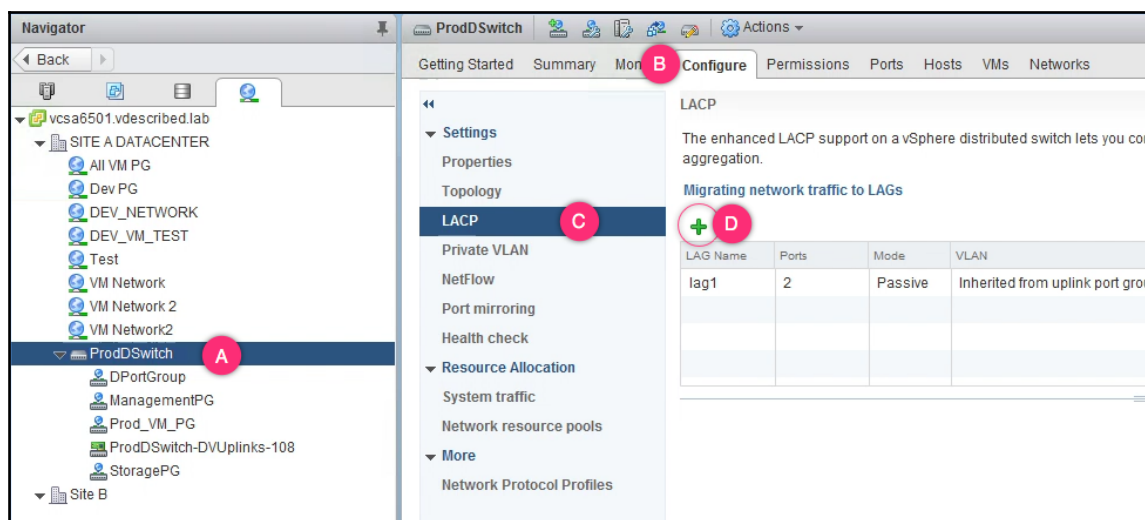 Navigator
Back
vcsa6501.vdescribed.lab
SITE A DATACENTER
All VM PG
Dev PG
DEV_NETWORK
DEV_VM_TEST
Test
VM Network
VM Network 2
VM Network2
ProdDSwitch A
DPortGroup
ManagementPG
Prod_VM_PG
ProdDSwitch-DVUplinks-108
StoragePG
Site B
ProdDSwitch Actions
Getting Started Summary Mon B Configure Permissions Ports Hosts VMs Networks
Settings
Properties
Topology
LACP C
Private VLAN
NetFlow
Port mirroring
Health check
Resource Allocation
System traffic
Network resource pools
More
Network Protocol Profiles
LACP
The enhanced LACP support on a vSphere distributed switch lets you co
aggregation.
Migrating network traffic to LAGs
D
LAG Name Ports Mode VLAN
lag1 2 Passive Inherited from uplink port gro